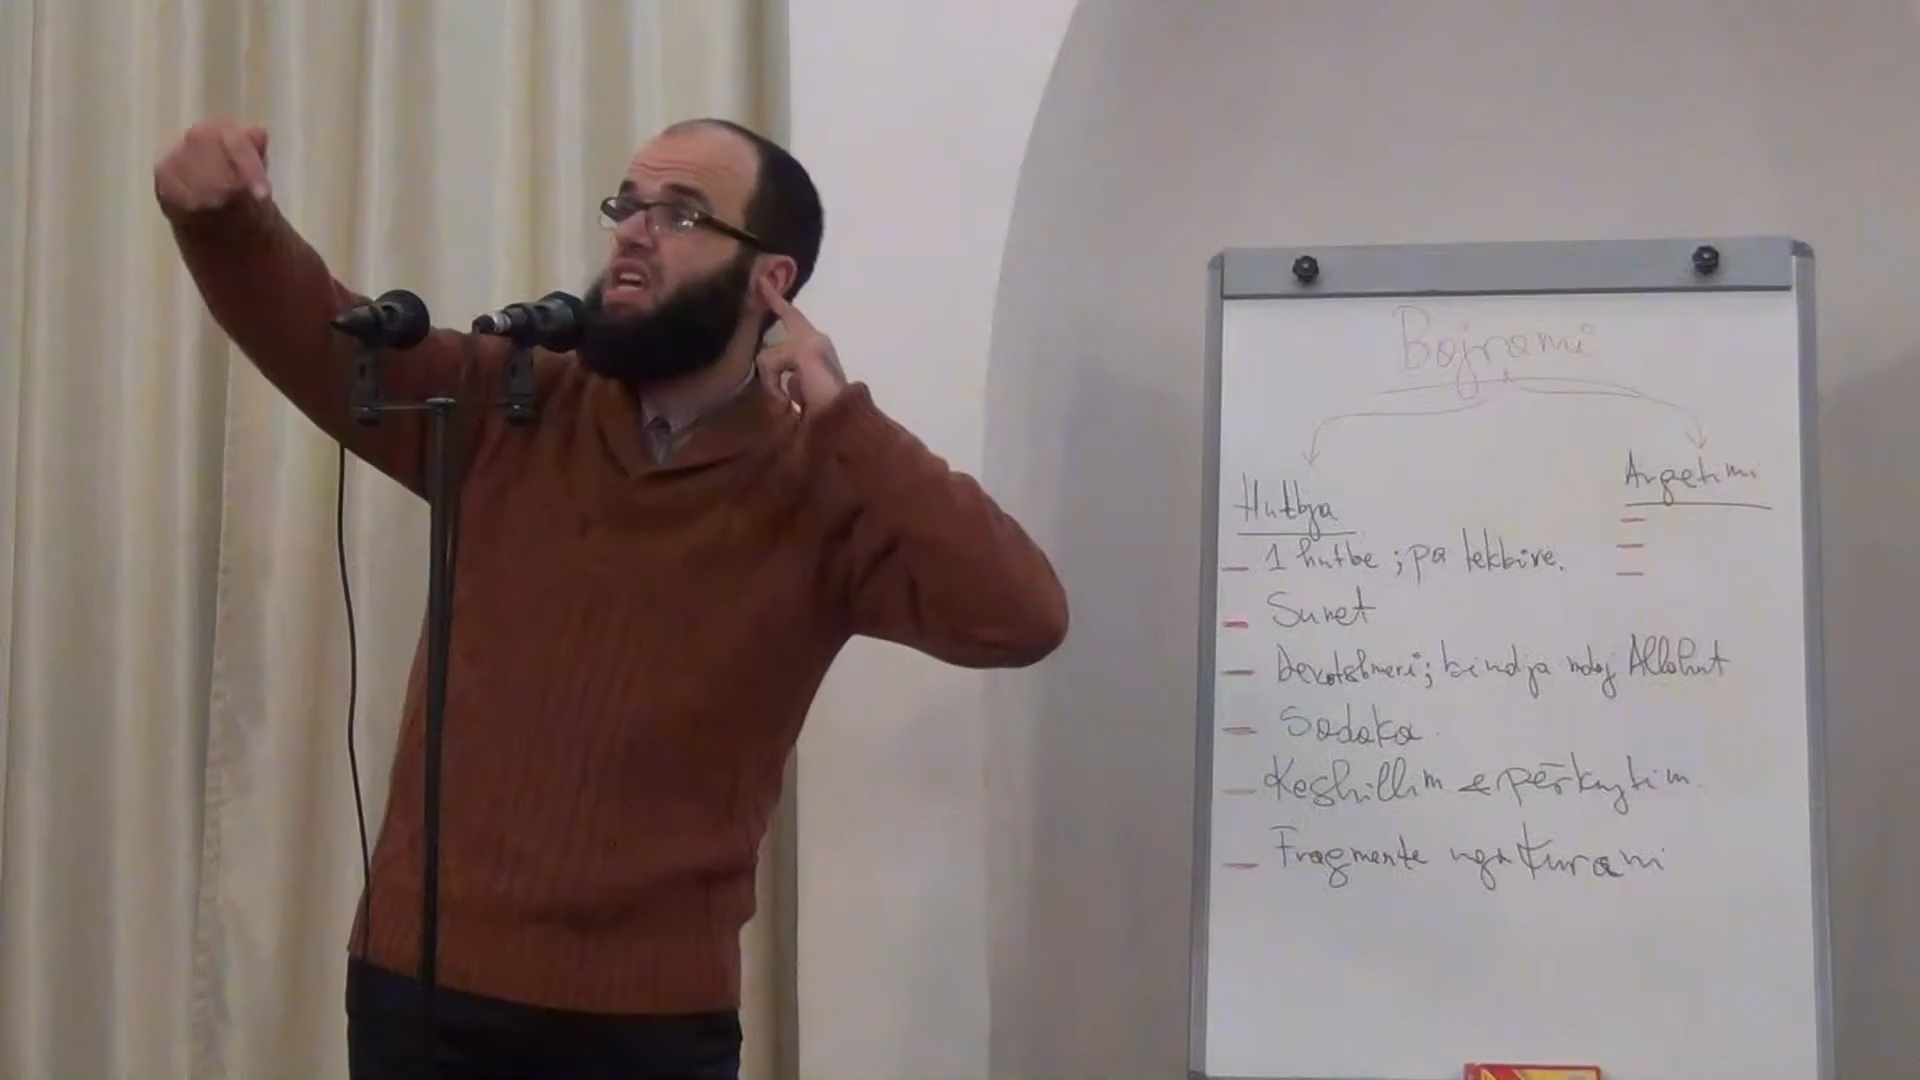 Bajrami
Hutbja
Argetimi
1 hutbe ; pa tekbire.
Sunet
Devotshmeri ; bindja ndaj Allahut
Sadaka
Keshillim e përkujtim
Fragmente nga Kurani